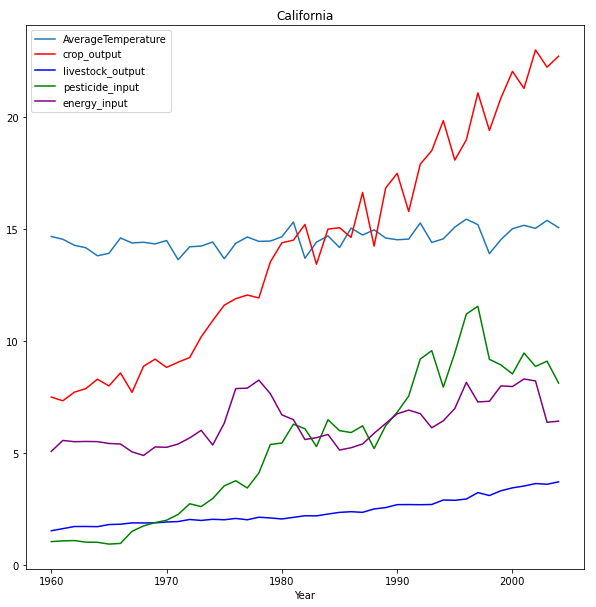 California
AverageTemperature
crop_output
livestock_output
pesticide_input
energy_input
20
15
10
5
0
1960 1970 1980 1990 2000
Year